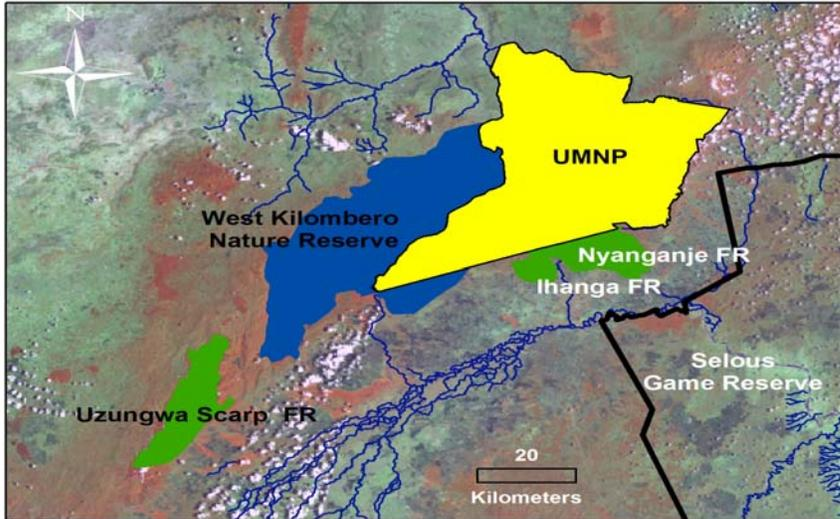 N
UMNP
West Kilombero
Nature Reserve
Nyanganje FR
Ihanga FR
Selous
Game Reserve
Uzungwa Scarp FR
20
Kilometers